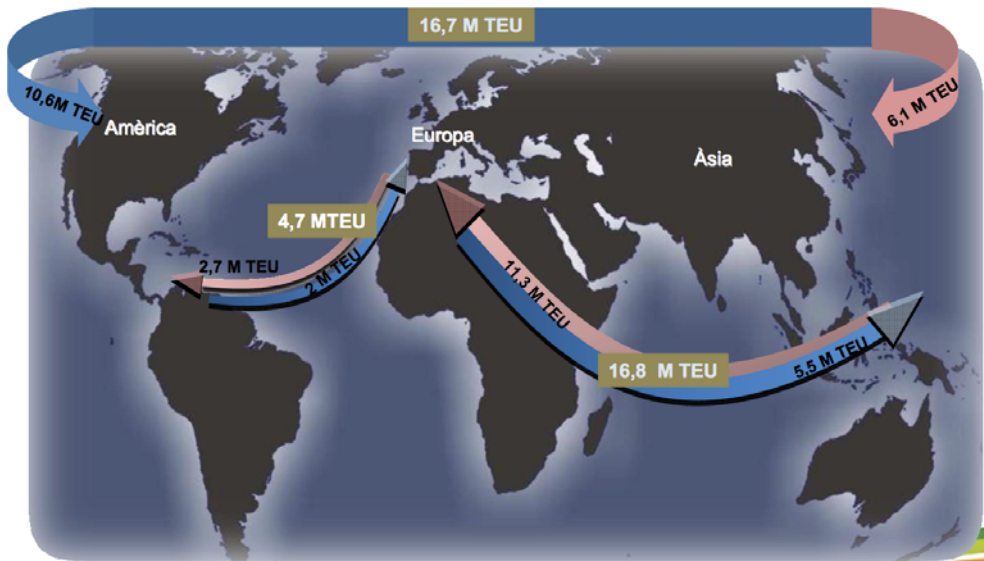 16,7 M TEU
10,6M TEU
6,1 M TEU
Amèrica
Europa
Àsia
4,7 MTEU
2,7 M TEU
2 M TEU
11,3 M TEU
16,8 M TEU
5,5 M TEU